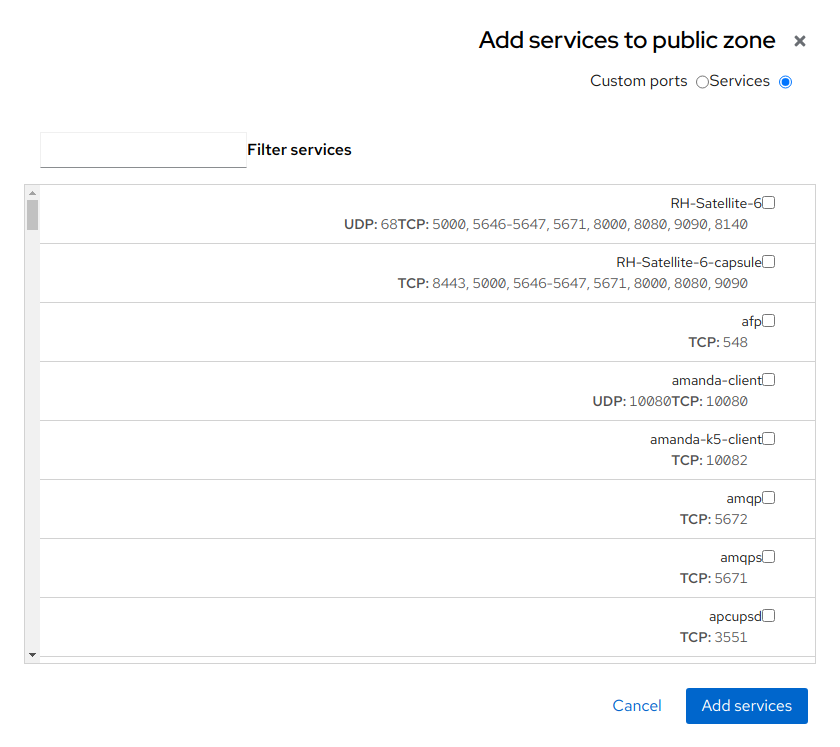 Add services to public zone
Custom ports Services
Filter services
RH-Satellite-6
UDP: 68TCP: 5000, 5646-5647, 5671, 8000, 8080, 9090, 8140
RH-Satellite-6-capsule
TCP: 8443, 5000, 5646-5647, 5671, 8000, 8080, 9090
afp
TCP: 548
amanda-client
UDP: 10080TCP: 10080
amanda-k5-client
TCP: 10082
amqp
TCP: 5672
amqps
TCP: 5671
apcupsd
TCP: 3551
Cancel Add services